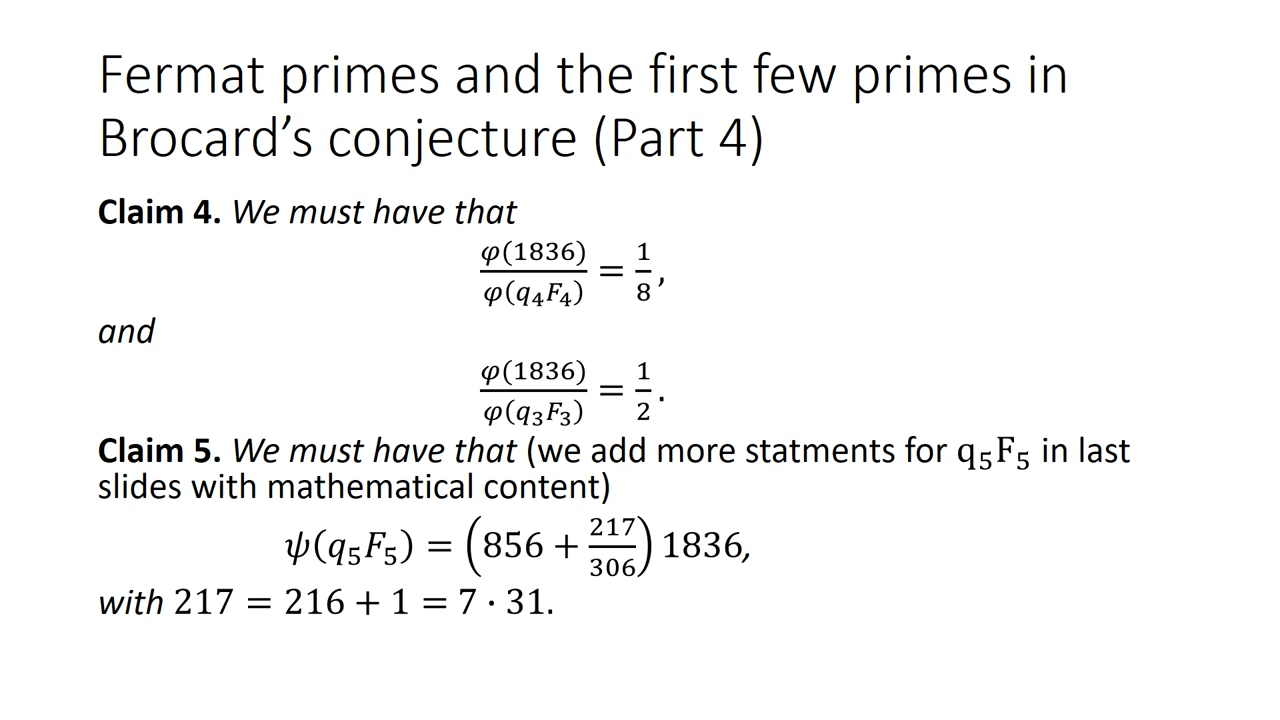 Fermat primes and the first few primes in
Brocard’s conjecture (Part 4)
Claim 4. We must have that
φ(1836)/φ(q₄F₄) = 1/8,
and
φ(1836)/φ(q₃F₃) = 1/2.
Claim 5. We must have that (we add more statments for q₅F₅ in last
slides with mathematical content)
ψ(q₅F₅) = (856 + 217/306) 1836,
with 217 = 216 + 1 = 7 · 31.